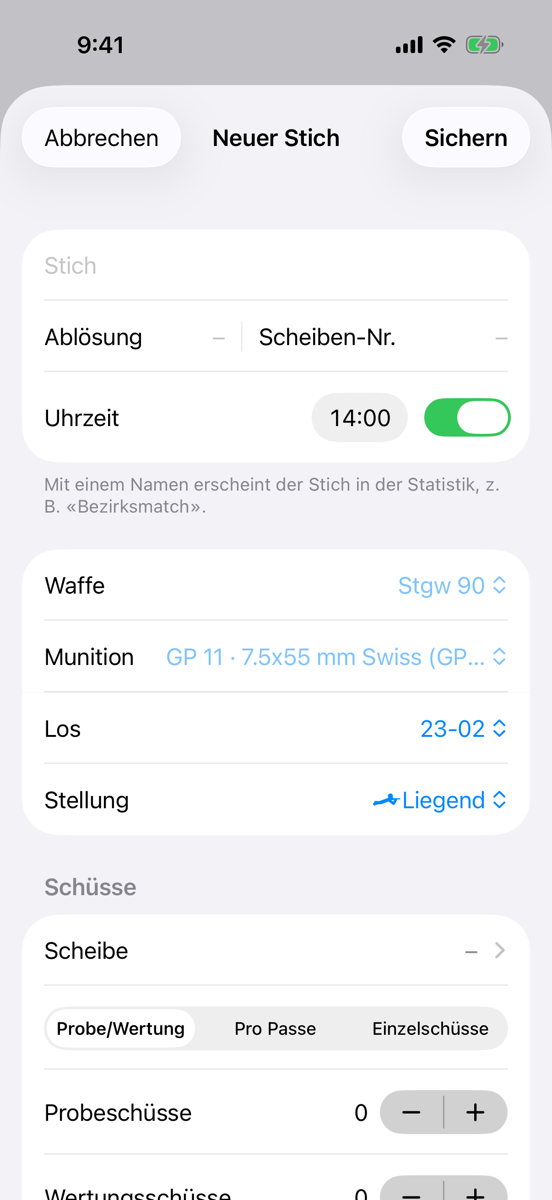 9:41
Abbrechen
Neuer Stich
Sichern
Stich
Ablösung –
Scheiben-Nr. –
Uhrzeit 14:00
Mit einem Namen erscheint der Stich in der Statistik, z.
B. «Bezirksmatch».
Waffe Stgw 90
Munition GP 11 · 7.5x55 mm Swiss (GP...
Los 23-02
Stellung Liegend
Schüsse
Scheibe –
Probe/Wertung Pro Passe Einzelschüsse
Probeschüsse 0 − +
Wertungsschüsse 0 − +